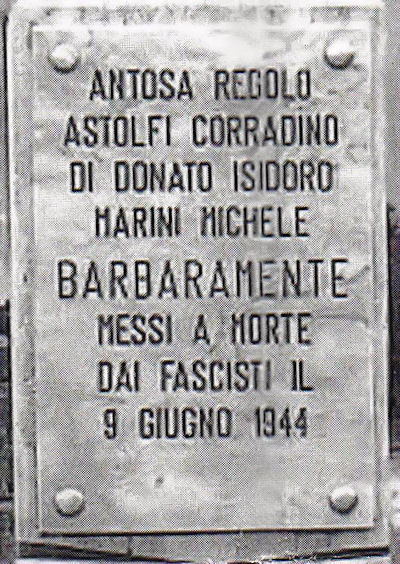 ANTOSA REGOLO
ASTOLFI CORRADINO
DI DONATO ISIDORO
MARINI MICHELE
BARBARAMENTE
MESSI A MORTE
DAI FASCISTI IL
9 GIUGNO 1944